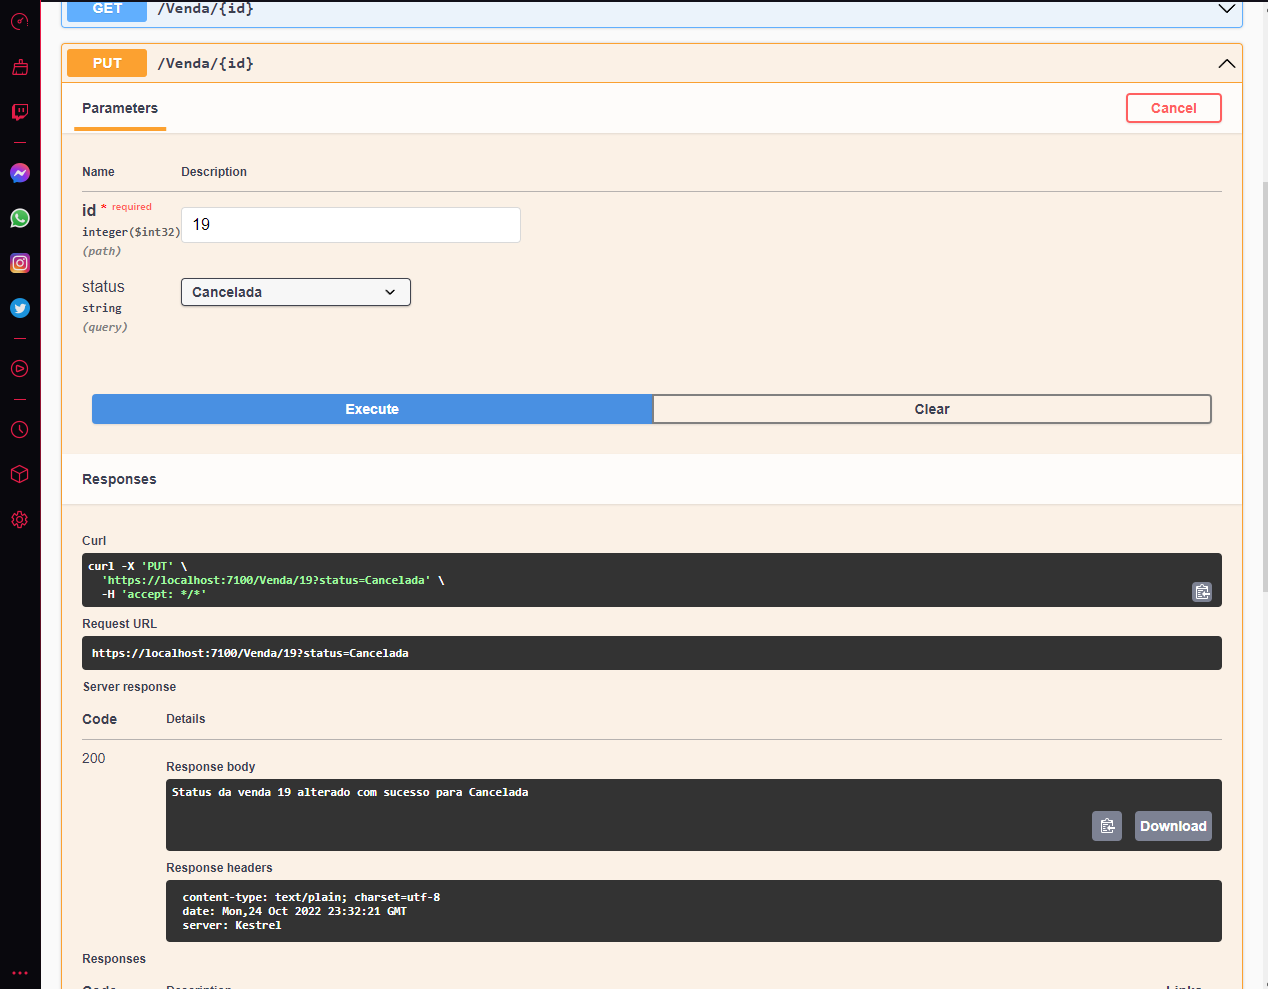 GET /Venda/{id}
PUT /Venda/{id}
Parameters
Cancel
Name Description
id * required
integer($int32)
(path)
19
status
string
(query)
Cancelada
Execute Clear
Responses
Curl
curl -X 'PUT' \
'https://localhost:7100/Venda/19?status=Cancelada' \
-H 'accept: */*'
Request URL
https://localhost:7100/Venda/19?status=Cancelada
Server response
Code Details
200
Response body
Status da venda 19 alterado com sucesso para Cancelada
Download
Response headers
content-type: text/plain; charset=utf-8
date: Mon,24 Oct 2022 23:32:21 GMT
server: Kestrel
Responses
Code Description Links